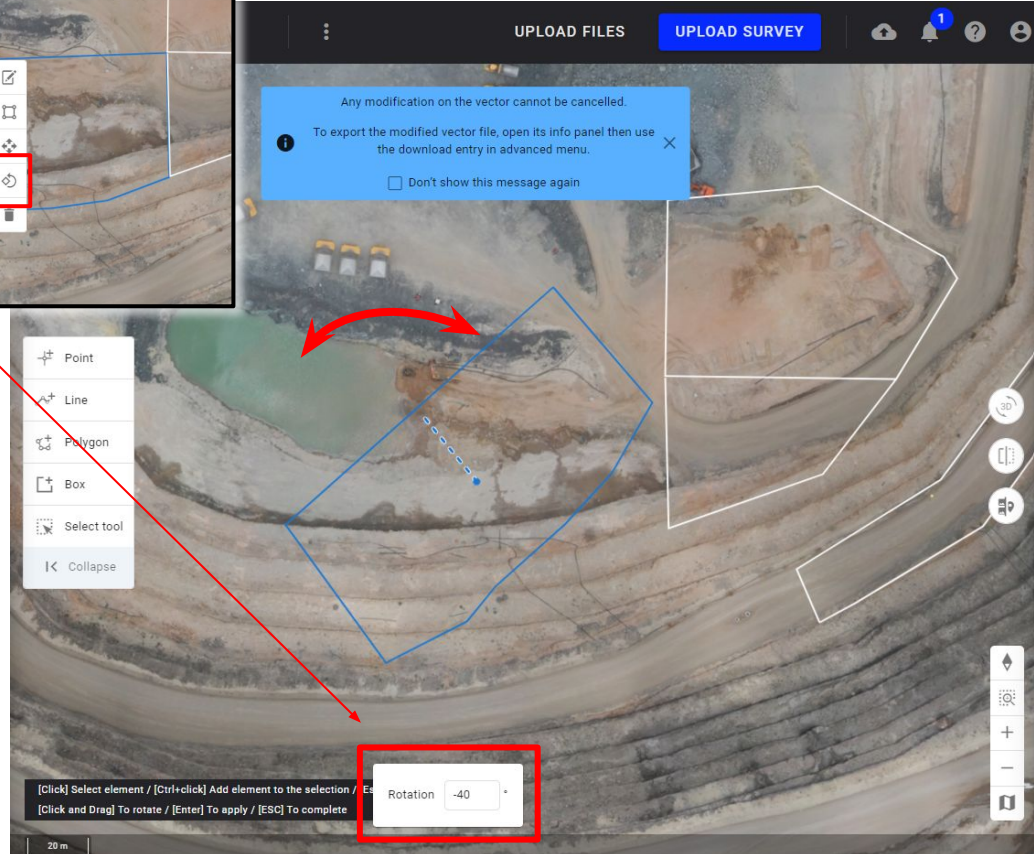 UPLOAD FILES
UPLOAD SURVEY
1
Any modification on the vector cannot be cancelled.
To export the modified vector file, open its info panel then use
the download entry in advanced menu.
Don't show this message again
Point
Line
Polygon
Box
Select tool
Collapse
3D
[Click] Select element / [Ctrl+click] Add element to the selection /
[Click and Drag] To rotate / [Enter] To apply / [ESC] To complete
Rotation -40 °
20 m